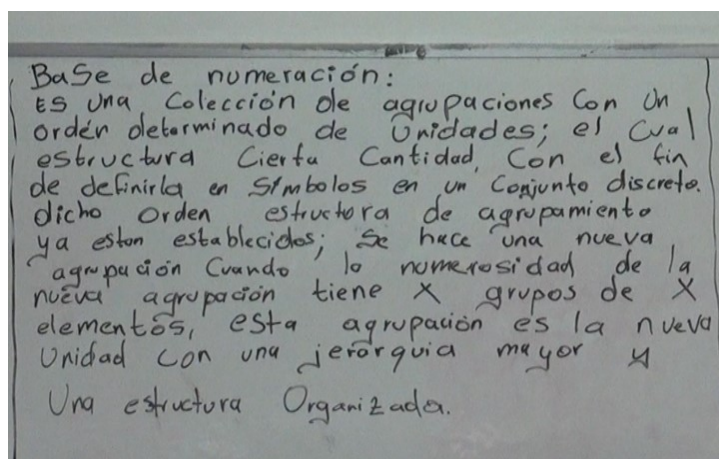 Base de numeración:
Es una Colección de agrupaciones Con Un
orden determinado de Unidades; el Cual
estructura Cierta Cantidad, Con el fin
de definirla en Símbolos en un Conjunto discreto.
dicho Orden estructura de agrupamiento
ya estan establecidos; Se hace una nueva
agrupación Cuando la numerosidad de la
nueva agrupación tiene X grupos de X
elementos, esta agrupación es la nueva
Unidad con una jerarquia mayor y
Una estructura Organizada.